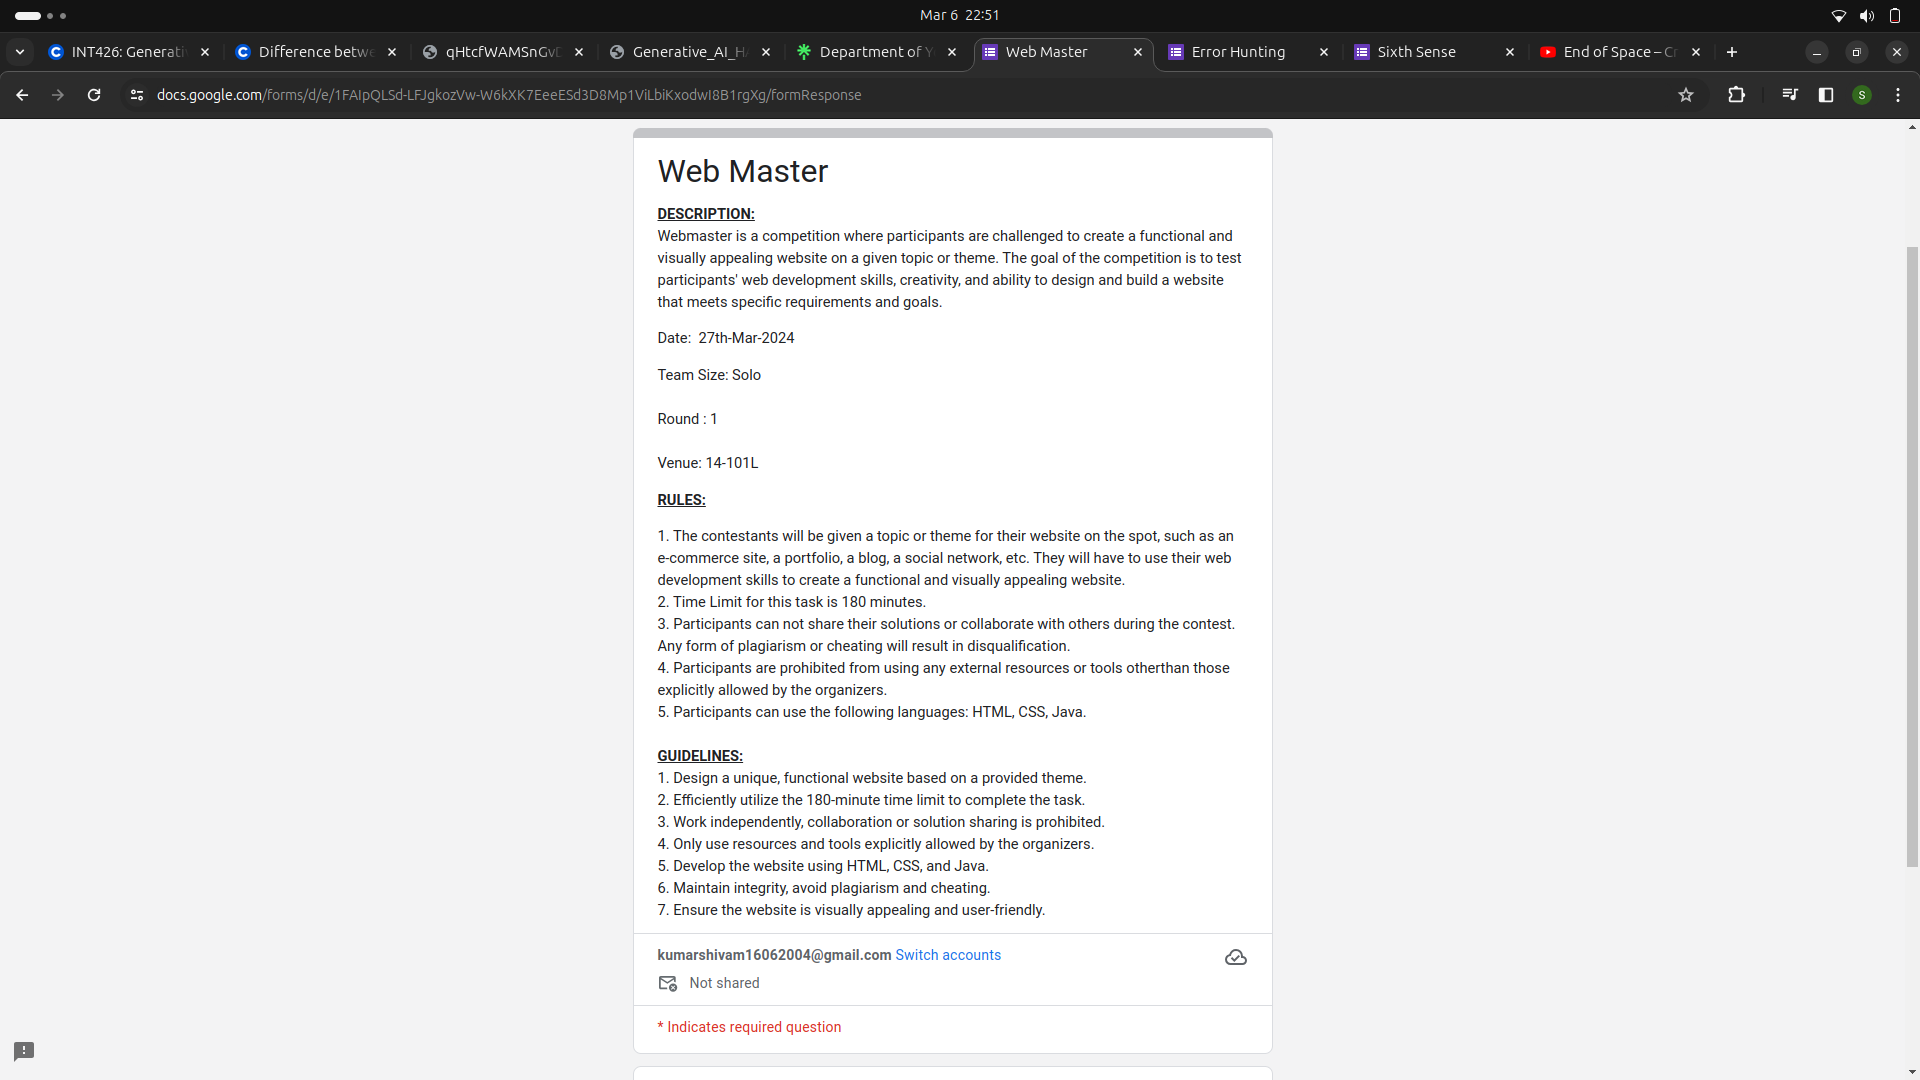 Mar 6 22:51
INT426: Generati
Difference betwe
qHtcfWAMSnGvD
Generative_AI_HA
Department of Y
Web Master
Error Hunting
Sixth Sense
End of Space – Cr
docs.google.com/forms/d/e/1FAIpQLSd-LFJgkozVw-W6kXK7EeeESd3D8Mp1ViLbiKxodwI8B1rgXg/formResponse
S
Web Master
DESCRIPTION:
Webmaster is a competition where participants are challenged to create a functional and
visually appealing website on a given topic or theme. The goal of the competition is to test
participants' web development skills, creativity, and ability to design and build a website
that meets specific requirements and goals.
Date:  27th-Mar-2024
Team Size: Solo
Round : 1
Venue: 14-101L
RULES:
1. The contestants will be given a topic or theme for their website on the spot, such as an
e-commerce site, a portfolio, a blog, a social network, etc. They will have to use their web
development skills to create a functional and visually appealing website.
2. Time Limit for this task is 180 minutes.
3. Participants can not share their solutions or collaborate with others during the contest.
Any form of plagiarism or cheating will result in disqualification.
4. Participants are prohibited from using any external resources or tools otherthan those
explicitly allowed by the organizers.
5. Participants can use the following languages: HTML, CSS, Java.
GUIDELINES:
1. Design a unique, functional website based on a provided theme.
2. Efficiently utilize the 180-minute time limit to complete the task.
3. Work independently, collaboration or solution sharing is prohibited.
4. Only use resources and tools explicitly allowed by the organizers.
5. Develop the website using HTML, CSS, and Java.
6. Maintain integrity, avoid plagiarism and cheating.
7. Ensure the website is visually appealing and user-friendly.
kumarshivam16062004@gmail.com Switch accounts
Not shared
* Indicates required question